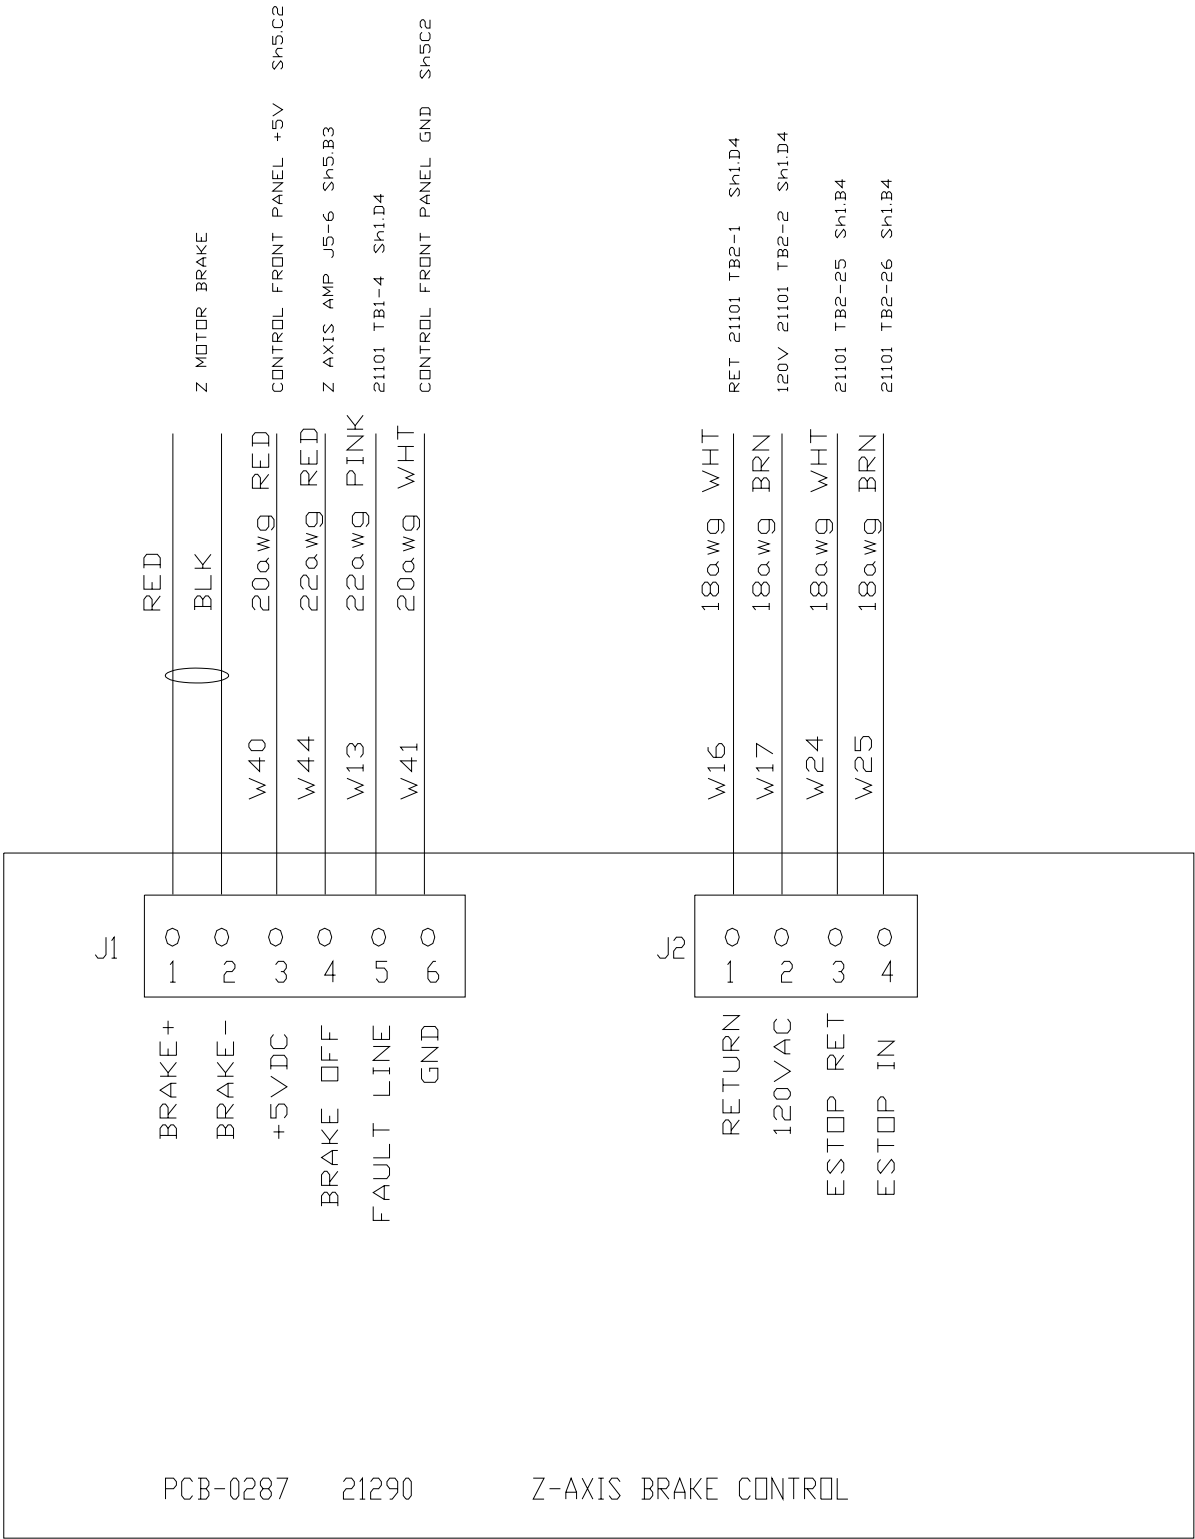 Z MOTOR BRAKE
CONTROL FRONT PANEL +5V Sh5.C2
Z AXIS AMP J5-6 Sh5.B3
21101 TB1-4 Sh1.D4
CONTROL FRONT PANEL GND Sh5C2
RET 21101 TB2-1 Sh1.D4
120V 21101 TB2-2 Sh1.D4
21101 TB2-25 Sh1.B4
21101 TB2-26 Sh1.B4
RED
BLK
20awg RED
22awg RED
22awg PINK
20awg WHT
18awg WHT
18awg BRN
18awg WHT
18awg BRN
W40
W44
W13
W41
W16
W17
W24
W25
J1
1 2 3 4 5 6
J2
1 2 3 4
BRAKE+
BRAKE-
+5VDC
BRAKE OFF
FAULT LINE
GND
RETURN
120VAC
ESTOP RET
ESTOP IN
PCB-0287 21290 Z-AXIS BRAKE CONTROL